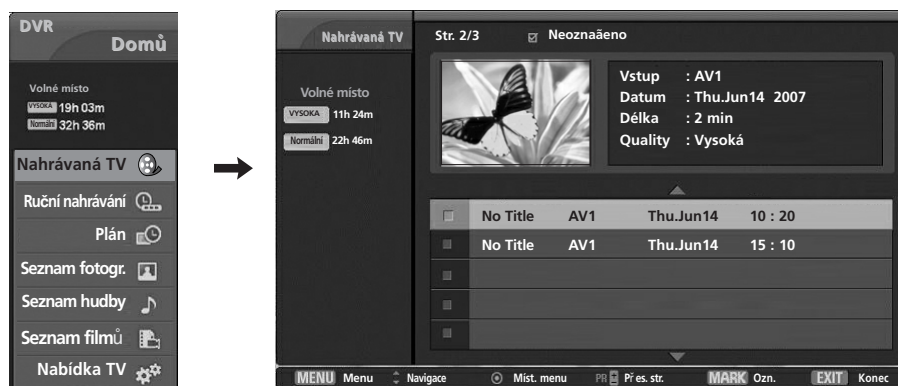 DVR
Domů
Volné místo
VYSOKA 19h 03m
Normální 32h 36m
Nahrávaná TV
Ruční nahrávání
Plán
Seznam fotogr.
Seznam hudby
Seznam filmů
Nabídka TV
Nahrávaná TV
Volné místo
VYSOKA 11h 24m
Normální 22h 46m
Str. 2/3 Neoznaãeno
Vstup : AV1
Datum : Thu.Jun14 2007
Délka : 2 min
Quality : Vysoká
No Title AV1 Thu.Jun14 10 : 20
No Title AV1 Thu.Jun14 15 : 10
MENU Menu Navigace Míst. menu PR Př es. str. MARK Ozn. EXIT Konec